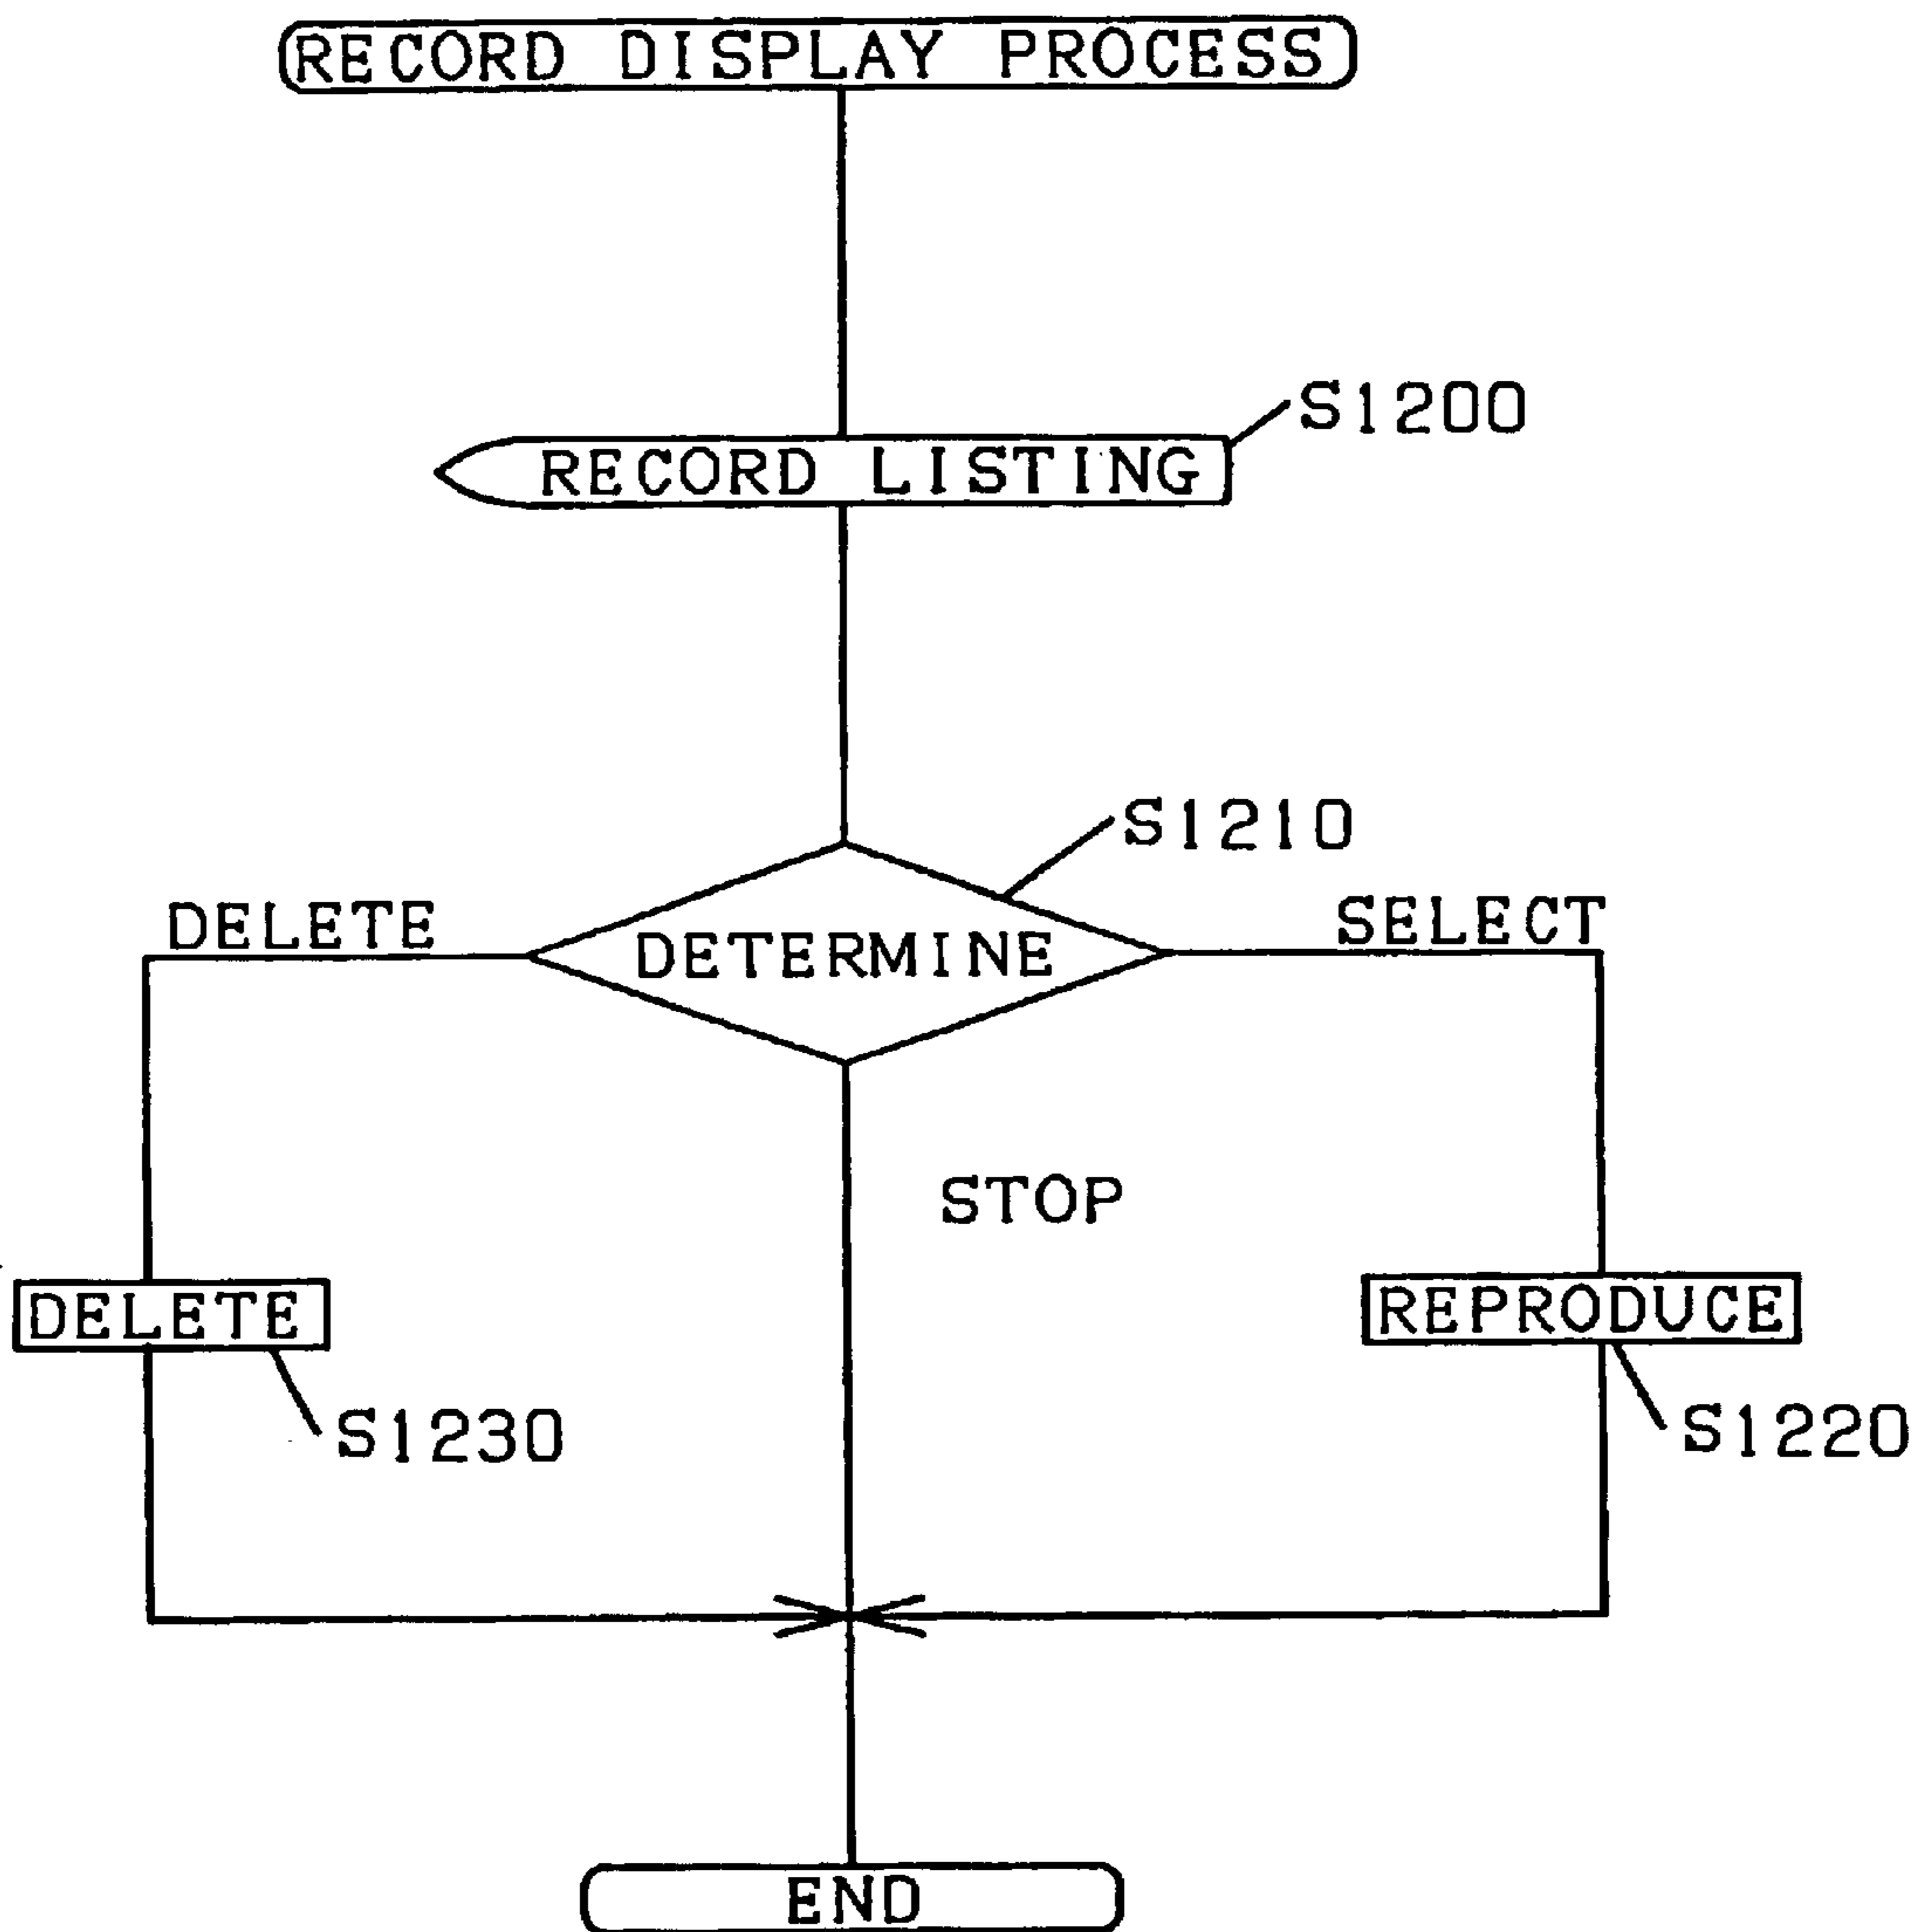 RECORD DISPLAY PROCESS
S1200
RECORD LISTING
S1210
DELETE
SELECT
DETERMINE
STOP
DELETE
REPRODUCE
S1230
S1220
END